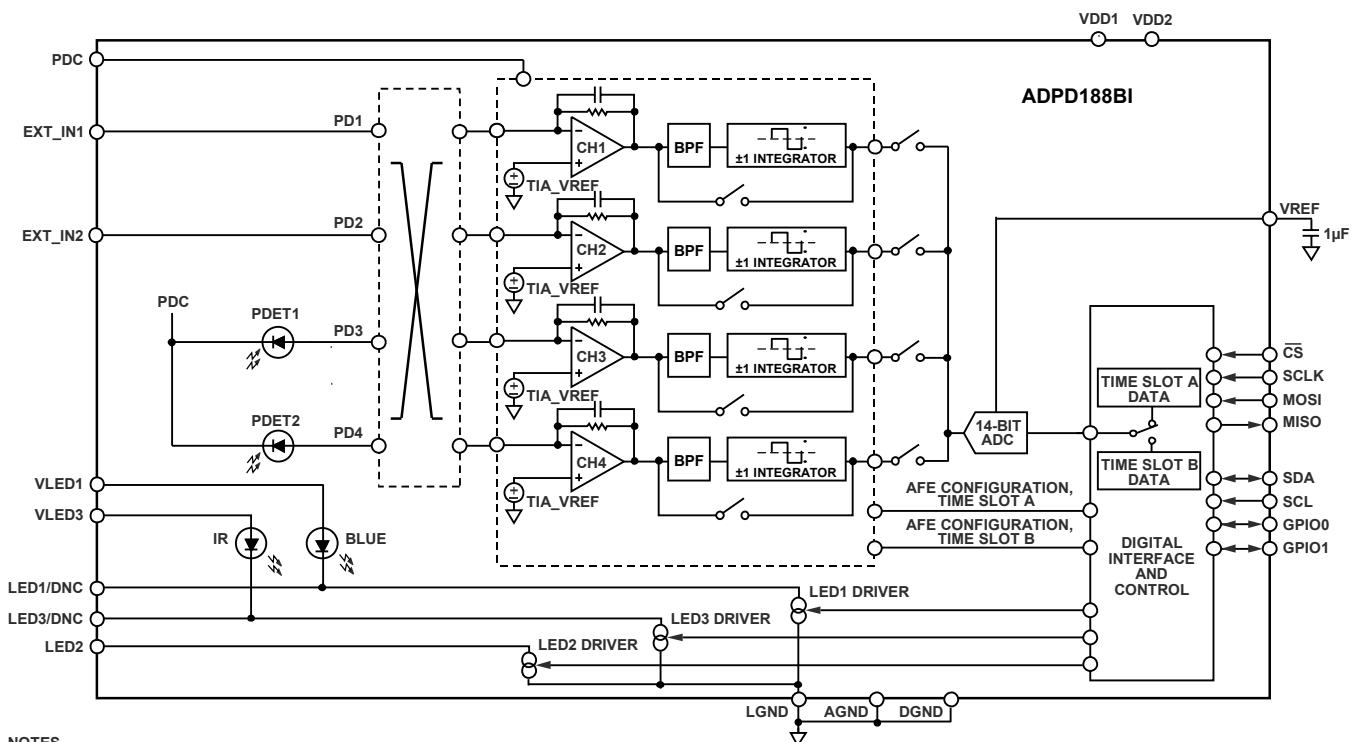 VDD1 VDD2
PDC
ADPD188BI
EXT_IN1
PD1
CH1
BPF
±1 INTEGRATOR
TIA_VREF
VREF
1µF
EXT_IN2
PD2
CH2
BPF
±1 INTEGRATOR
TIA_VREF
PDC
PDET1
PD3
CH3
BPF
±1 INTEGRATOR
TIA_VREF
PDET2
PD4
CH4
BPF
±1 INTEGRATOR
TIA_VREF
14-BIT
ADC
TIME SLOT A
DATA
TIME SLOT B
DATA
DIGITAL
INTERFACE
AND
CONTROL
CS
SCLK
MOSI
MISO
SDA
SCL
GPIO0
GPIO1
AFE CONFIGURATION,
TIME SLOT A
AFE CONFIGURATION,
TIME SLOT B
VLED1
VLED3
IR
BLUE
LED1/DNC
LED1 DRIVER
LED3/DNC
LED3 DRIVER
LED2
LED2 DRIVER
LGND
AGND
DGND